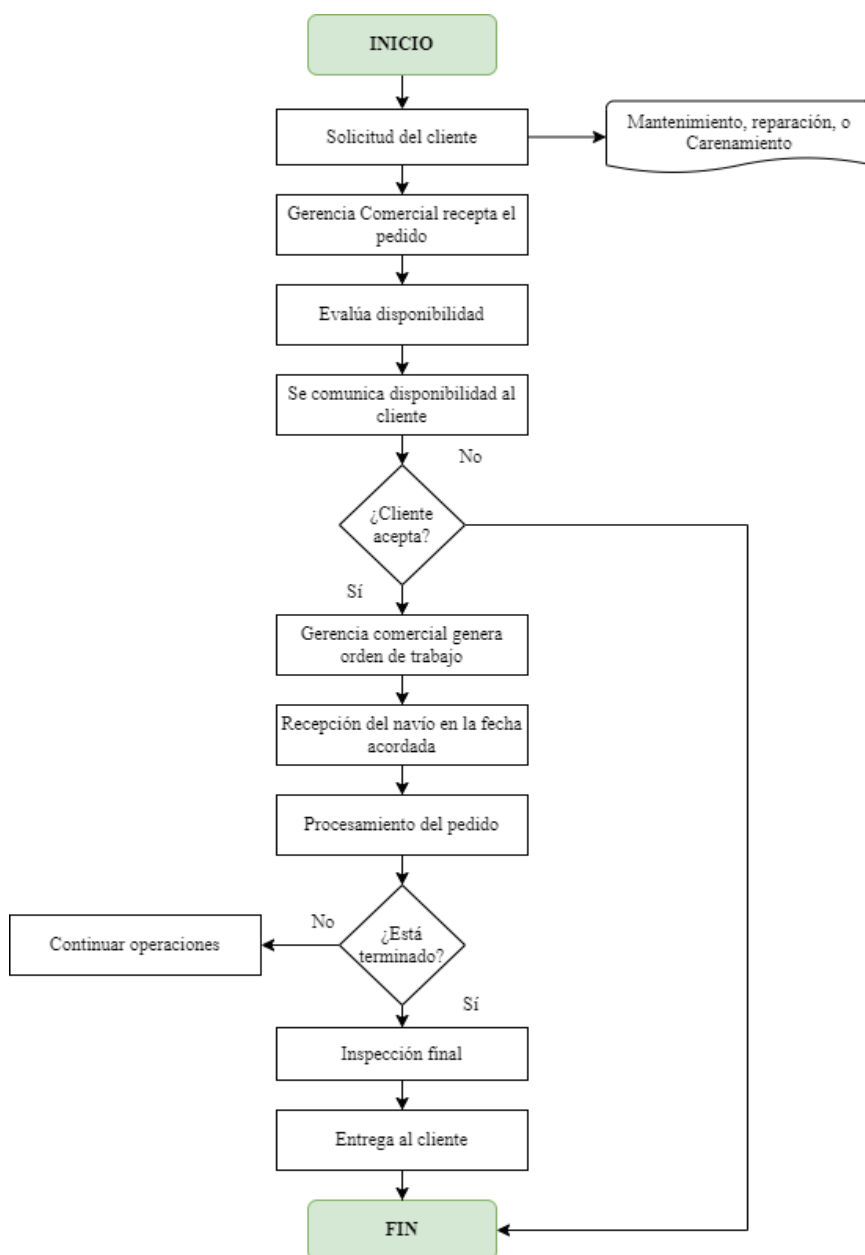 INICIO
Solicitud del cliente
Mantenimiento, reparación, o
Carenamiento
Gerencia Comercial recepta el
pedido
Evalúa disponibilidad
Se comunica disponibilidad al
cliente
No
¿Cliente
acepta?
Sí
Gerencia comercial genera
orden de trabajo
Recepción del navío en la fecha
acordada
Procesamiento del pedido
No
¿Está
terminado?
Continuar operaciones
Sí
Inspección final
Entrega al cliente
FIN